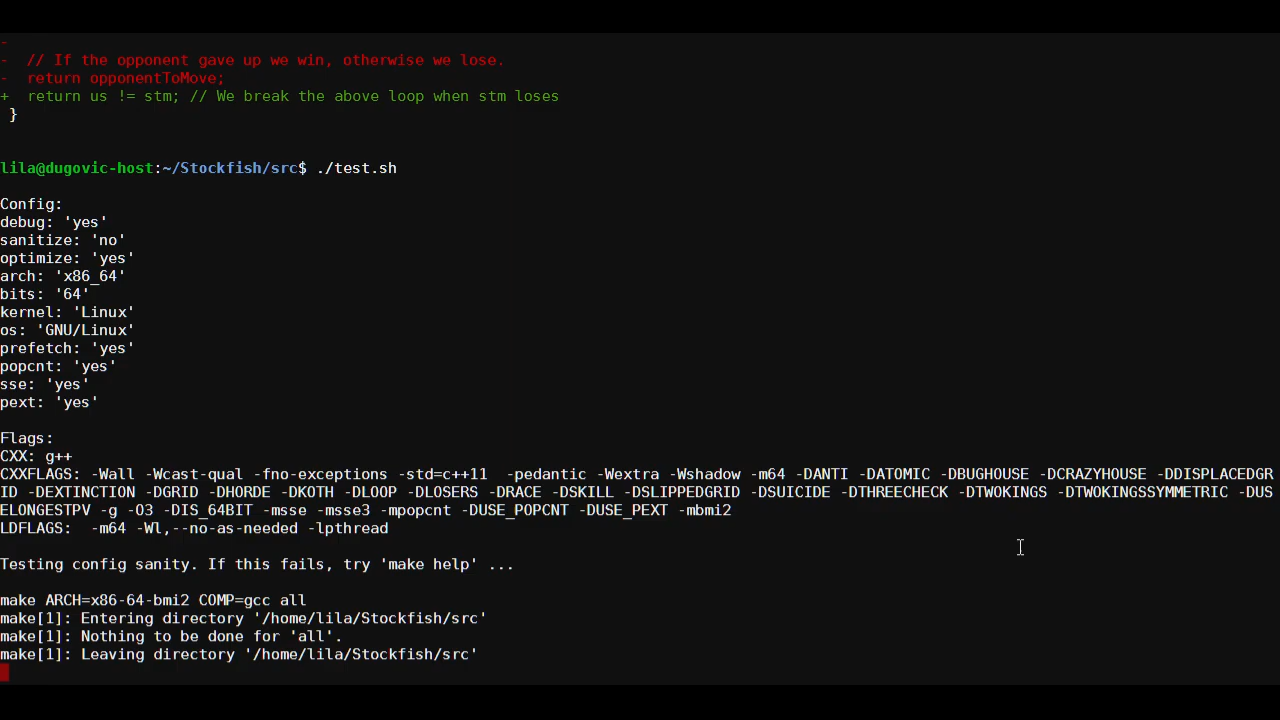 -
-  // If the opponent gave up we win, otherwise we lose.
-  return opponentToMove;
+  return us != stm; // We break the above loop when stm loses
 }
lila@dugovic-host:~/Stockfish/src$ ./test.sh
Config:
debug: 'yes'
sanitize: 'no'
optimize: 'yes'
arch: 'x86_64'
bits: '64'
kernel: 'Linux'
os: 'GNU/Linux'
prefetch: 'yes'
popcnt: 'yes'
sse: 'yes'
pext: 'yes'
Flags:
CXX: g++
CXXFLAGS: -Wall -Wcast-qual -fno-exceptions -std=c++11  -pedantic -Wextra -Wshadow -m64 -DANTI -DATOMIC -DBUGHOUSE -DCRAZYHOUSE -DDISPLACEDGR
ID -DEXTINCTION -DGRID -DHORDE -DKOTH -DLOOP -DLOSERS -DRACE -DSKILL -DSLIPPEDGRID -DSUICIDE -DTHREECHECK -DTWOKINGS -DTWOKINGSSYMMETRIC -DUS
ELONGESTPV -g -O3 -DIS_64BIT -msse -msse3 -mpopcnt -DUSE_POPCNT -DUSE_PEXT -mbmi2
LDFLAGS:  -m64 -Wl,--no-as-needed -lpthread
Testing config sanity. If this fails, try 'make help' ...
make ARCH=x86-64-bmi2 COMP=gcc all
make[1]: Entering directory '/home/lila/Stockfish/src'
make[1]: Nothing to be done for 'all'.
make[1]: Leaving directory '/home/lila/Stockfish/src'